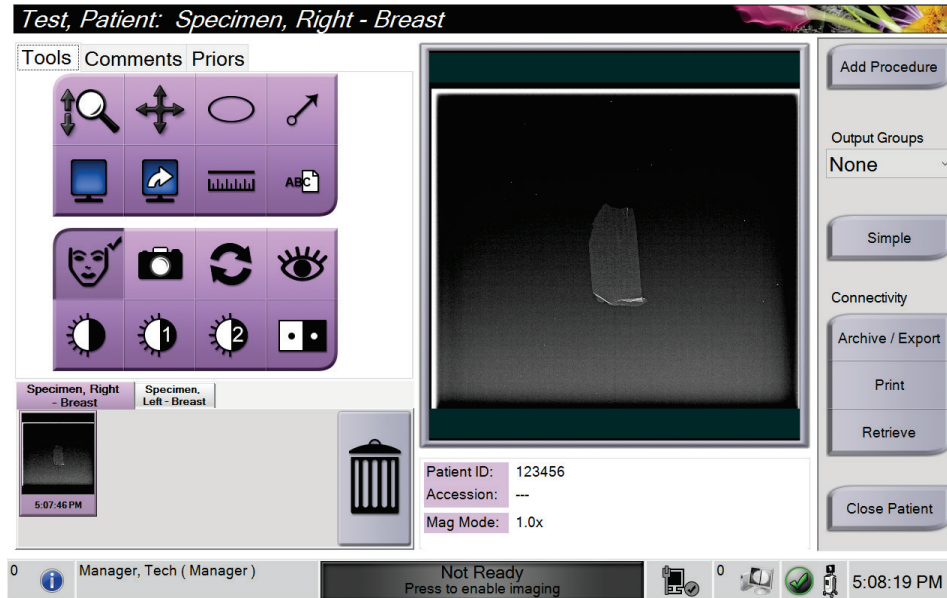 Test, Patient: Specimen, Right - Breast
Tools Comments Priors
ABC
1 2
Specimen, Right
- Breast
Specimen,
Left - Breast
5:07:46 PM
Patient ID: 123456
Accession: ---
Mag Mode: 1.0x
Add Procedure
Output Groups
None
Simple
Connectivity
Archive / Export
Print
Retrieve
Close Patient
0
Manager, Tech ( Manager )
Not Ready
Press to enable imaging
0
5:08:19 PM